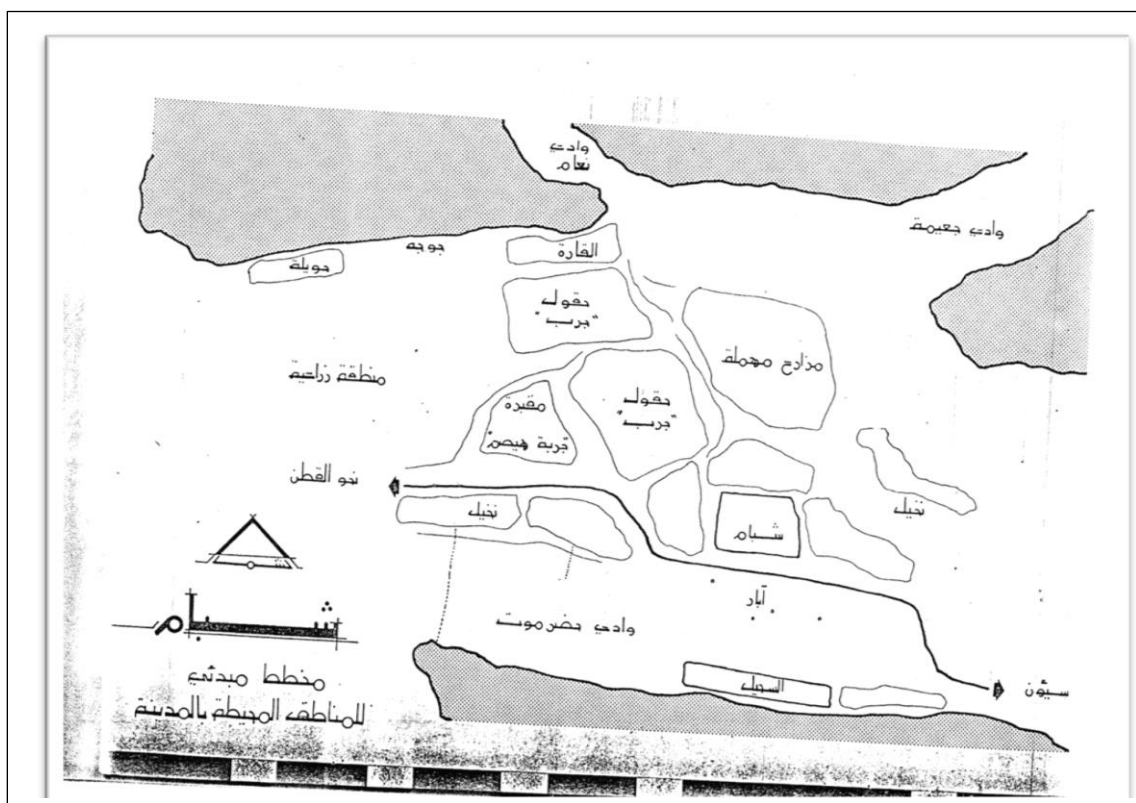 وادي
نعام
وادي جعيمة
جوجه
القارة
حويلة
حقول
"جرب"
مزارع مهملة
منطقة زراعية
حقول
"جرب"
مقبرة
"جربة هيصم"
نحو القطن
نخيل
نخيل
شبام
آبار
وادي حضرموت
السحيل
سيؤن
شبام
مخطط مبدئي
للمناطق المحيطة بالمدينة